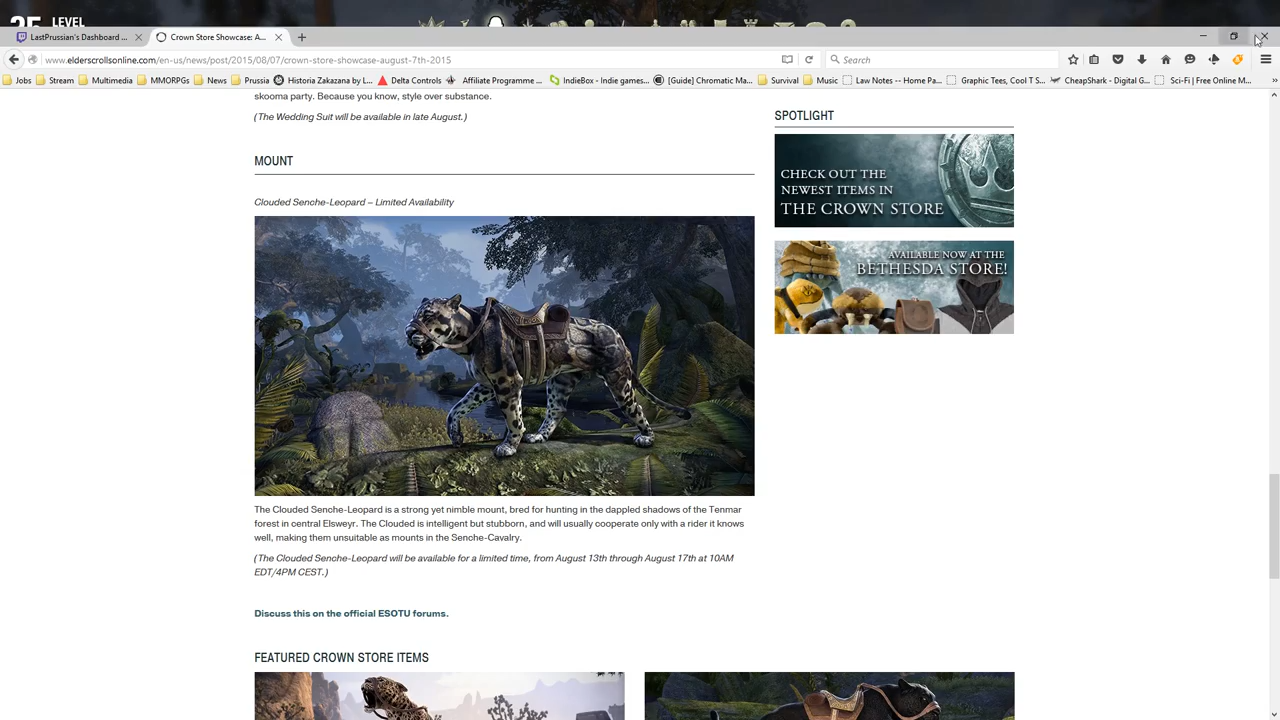 35 LEVEL
LastPrussian's Dashboard ...
Crown Store Showcase: A...
www.elderscrollsonline.com/en-us/news/post/2015/08/07/crown-store-showcase-august-7th-2015
Search
Jobs Stream Multimedia MMORPGs News Prussia Historia Zakazana by L... Delta Controls Affiliate Programme ... IndieBox - Indie games... [Guide] Chromatic Ma... Survival Music Law Notes -- Home Pa... Graphic Tees, Cool T S... CheapShark - Digital G... Sci-Fi | Free Online M...
skooma party. Because you know, style over substance.
(The Wedding Suit will be available in late August.)
MOUNT
Clouded Senche-Leopard – Limited Availability
The Clouded Senche-Leopard is a strong yet nimble mount, bred for hunting in the dappled shadows of the Tenmar
forest in central Elsweyr. The Clouded is intelligent but stubborn, and will usually cooperate only with a rider it knows
well, making them unsuitable as mounts in the Senche-Cavalry.
(The Clouded Senche-Leopard will be available for a limited time, from August 13th through August 17th at 10AM
EDT/4PM CEST.)
Discuss this on the official ESOTU forums.
FEATURED CROWN STORE ITEMS
SPOTLIGHT
CHECK OUT THE
NEWEST ITEMS IN
THE CROWN STORE
AVAILABLE NOW AT THE
BETHESDA STORE!